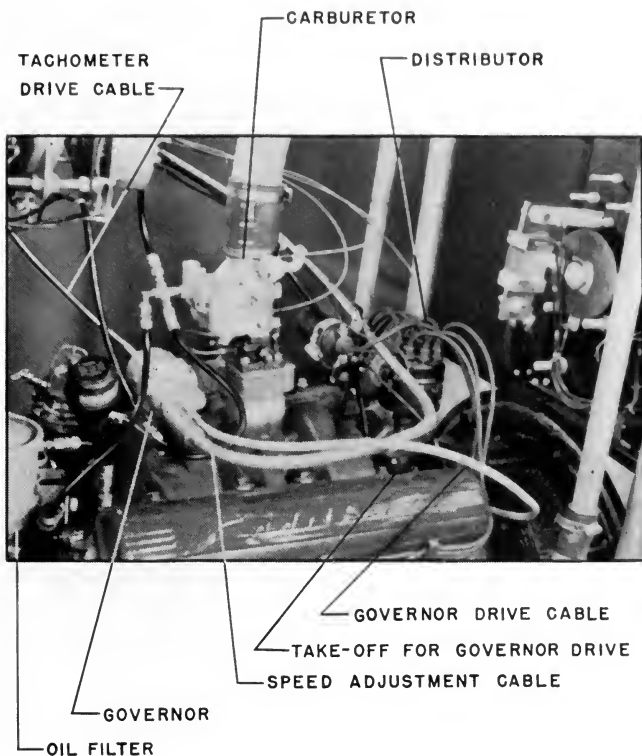 CARBURETOR
TACHOMETER
DRIVE CABLE
DISTRIBUTOR
GOVERNOR DRIVE CABLE
TAKE-OFF FOR GOVERNOR DRIVE
SPEED ADJUSTMENT CABLE
GOVERNOR
OIL FILTER